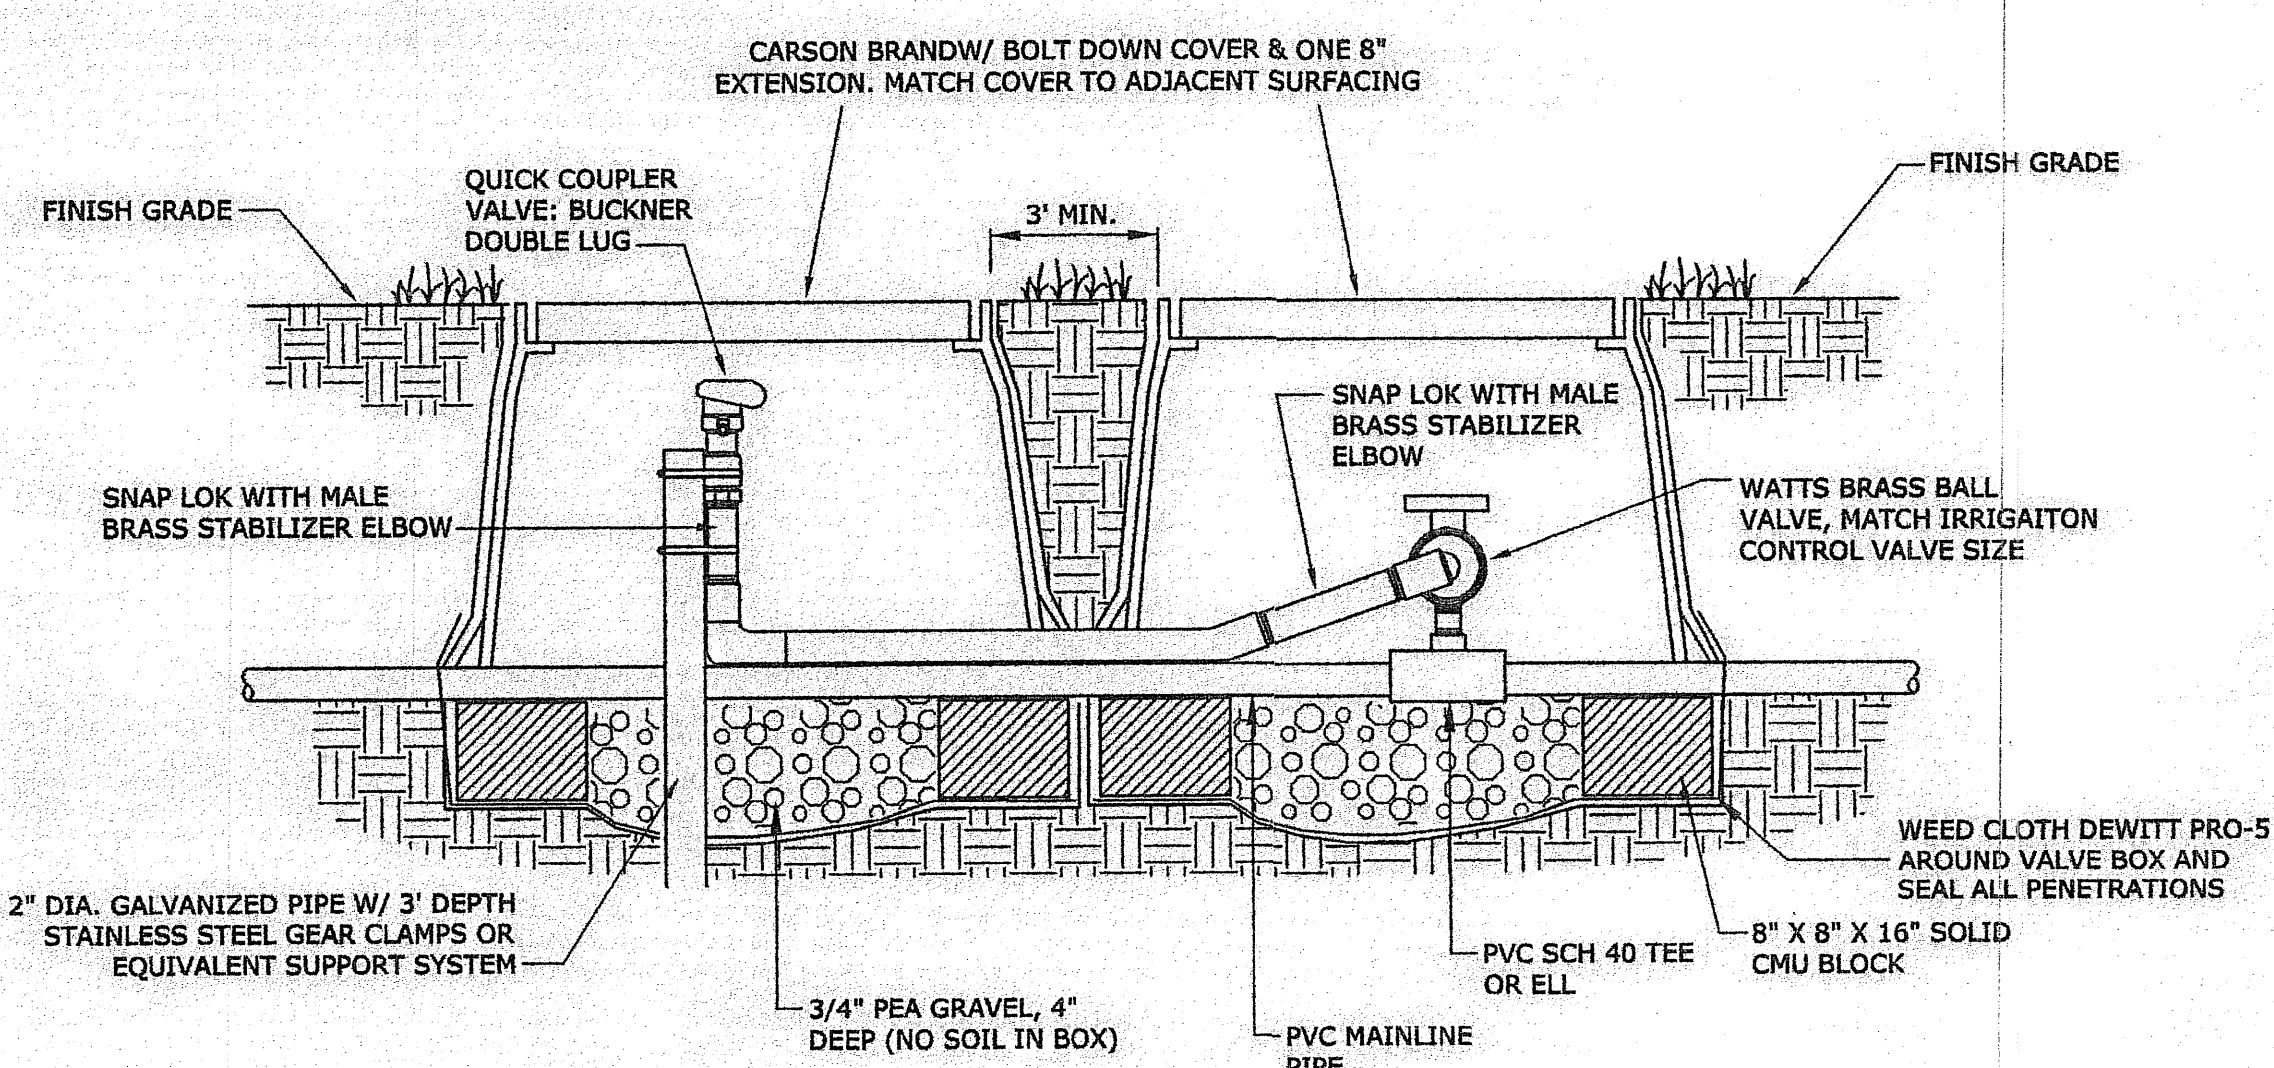 CARSON BRANDW/ BOLT DOWN COVER & ONE 8"
EXTENSION. MATCH COVER TO ADJACENT SURFACING
FINISH GRADE
QUICK COUPLER
VALVE: BUCKNER
DOUBLE LUG
3' MIN.
FINISH GRADE
SNAP LOK WITH MALE
BRASS STABILIZER
ELBOW
SNAP LOK WITH MALE
BRASS STABILIZER ELBOW
WATTS BRASS BALL
VALVE, MATCH IRRIGAITON
CONTROL VALVE SIZE
WEED CLOTH DEWITT PRO-5
AROUND VALVE BOX AND
SEAL ALL PENETRATIONS
2" DIA. GALVANIZED PIPE W/ 3' DEPTH
STAINLESS STEEL GEAR CLAMPS OR
EQUIVALENT SUPPORT SYSTEM
8" X 8" X 16" SOLID
CMU BLOCK
PVC SCH 40 TEE
OR ELL
3/4" PEA GRAVEL, 4"
DEEP (NO SOIL IN BOX)
PVC MAINLINE
PIPE